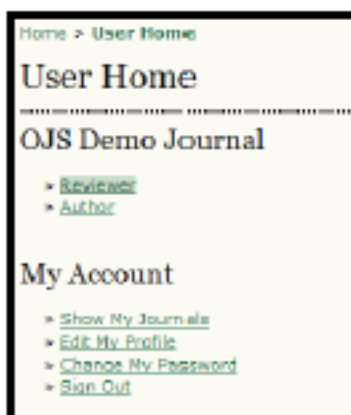 Home > User Home
User Home
OJS Demo Journal
» Reviewer
» Author
My Account
» Show My Journals
» Edit My Profile
» Change My Password
» Sign Out